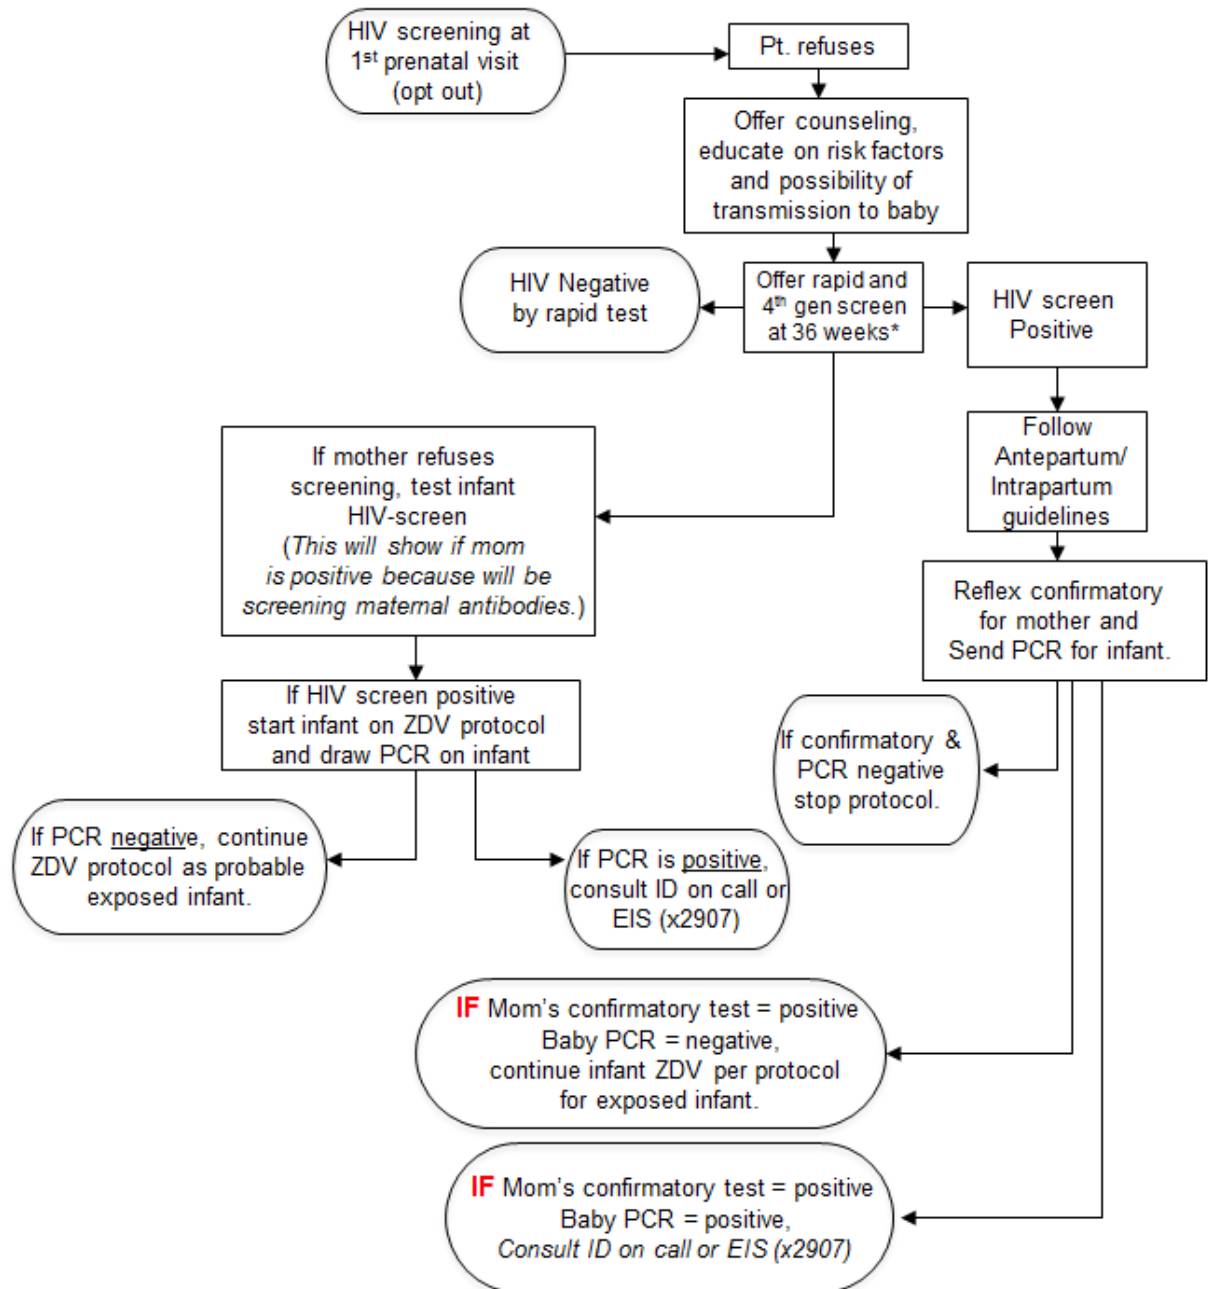 HIV screening at
1st prenatal visit
(opt out)
Pt. refuses
Offer counseling,
educate on risk factors
and possibility of
transmission to baby
HIV Negative
by rapid test
Offer rapid and
4th gen screen
at 36 weeks*
HIV screen
Positive
If mother refuses
screening, test infant
HIV-screen
(This will show if mom
is positive because will be
screening maternal antibodies.)
Follow
Antepartum/
Intrapartum
guidelines
Reflex confirmatory
for mother and
Send PCR for infant.
If HIV screen positive
start infant on ZDV protocol
and draw PCR on infant
If confirmatory &
PCR negative
stop protocol.
If PCR negative, continue
ZDV protocol as probable
exposed infant.
If PCR is positive,
consult ID on call or
EIS (x2907)
IF Mom's confirmatory test = positive
Baby PCR = negative,
continue infant ZDV per protocol
for exposed infant.
IF Mom's confirmatory test = positive
Baby PCR = positive,
Consult ID on call or EIS (x2907)